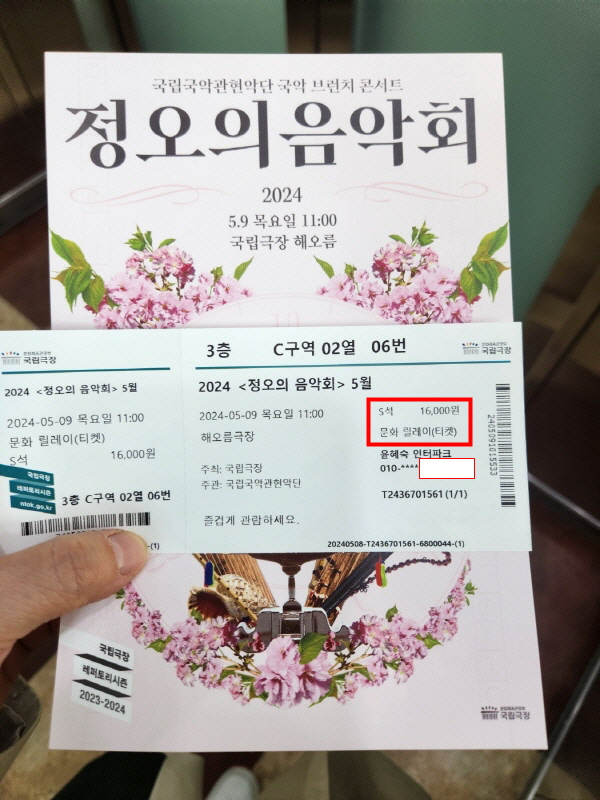 국립국악관현악단 국악 브런치 콘서트
정오의 음악회
2024
5.9 목요일 11:00
국립극장 해오름
문화체육관광부
국립극장
2024 <정오의 음악회> 5월
2024-05-09 목요일 11:00
문화 릴레이(티켓)
S석 16,000원
국립극장
레퍼토리시즌
ntok.go.kr
3층 C구역 02열 06번
-(1)
3층 C구역 02열 06번
국립극장
2024 <정오의 음악회> 5월
2024-05-09 목요일 11:00
해오름극장
주최: 국립극장
주관: 국립국악관현악단
즐겁게 관람하세요.
S석 16,000원
문화 릴레이(티켓)
윤혜숙 인터파크
010-****
T2436701561 (1/1)
20240508-T2436701561-6800044-(1)
2405091015533
국립극장
레퍼토리시즌
2023-2024
국립극장